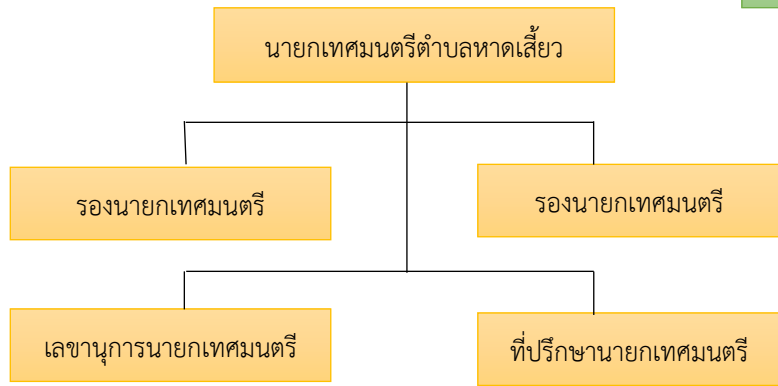 นายกเทศมนตรีตำบลหาดเสี้ยว
รองนายกเทศมนตรี
รองนายกเทศมนตรี
เลขานุการนายกเทศมนตรี
ที่ปรึกษานายกเทศมนตรี